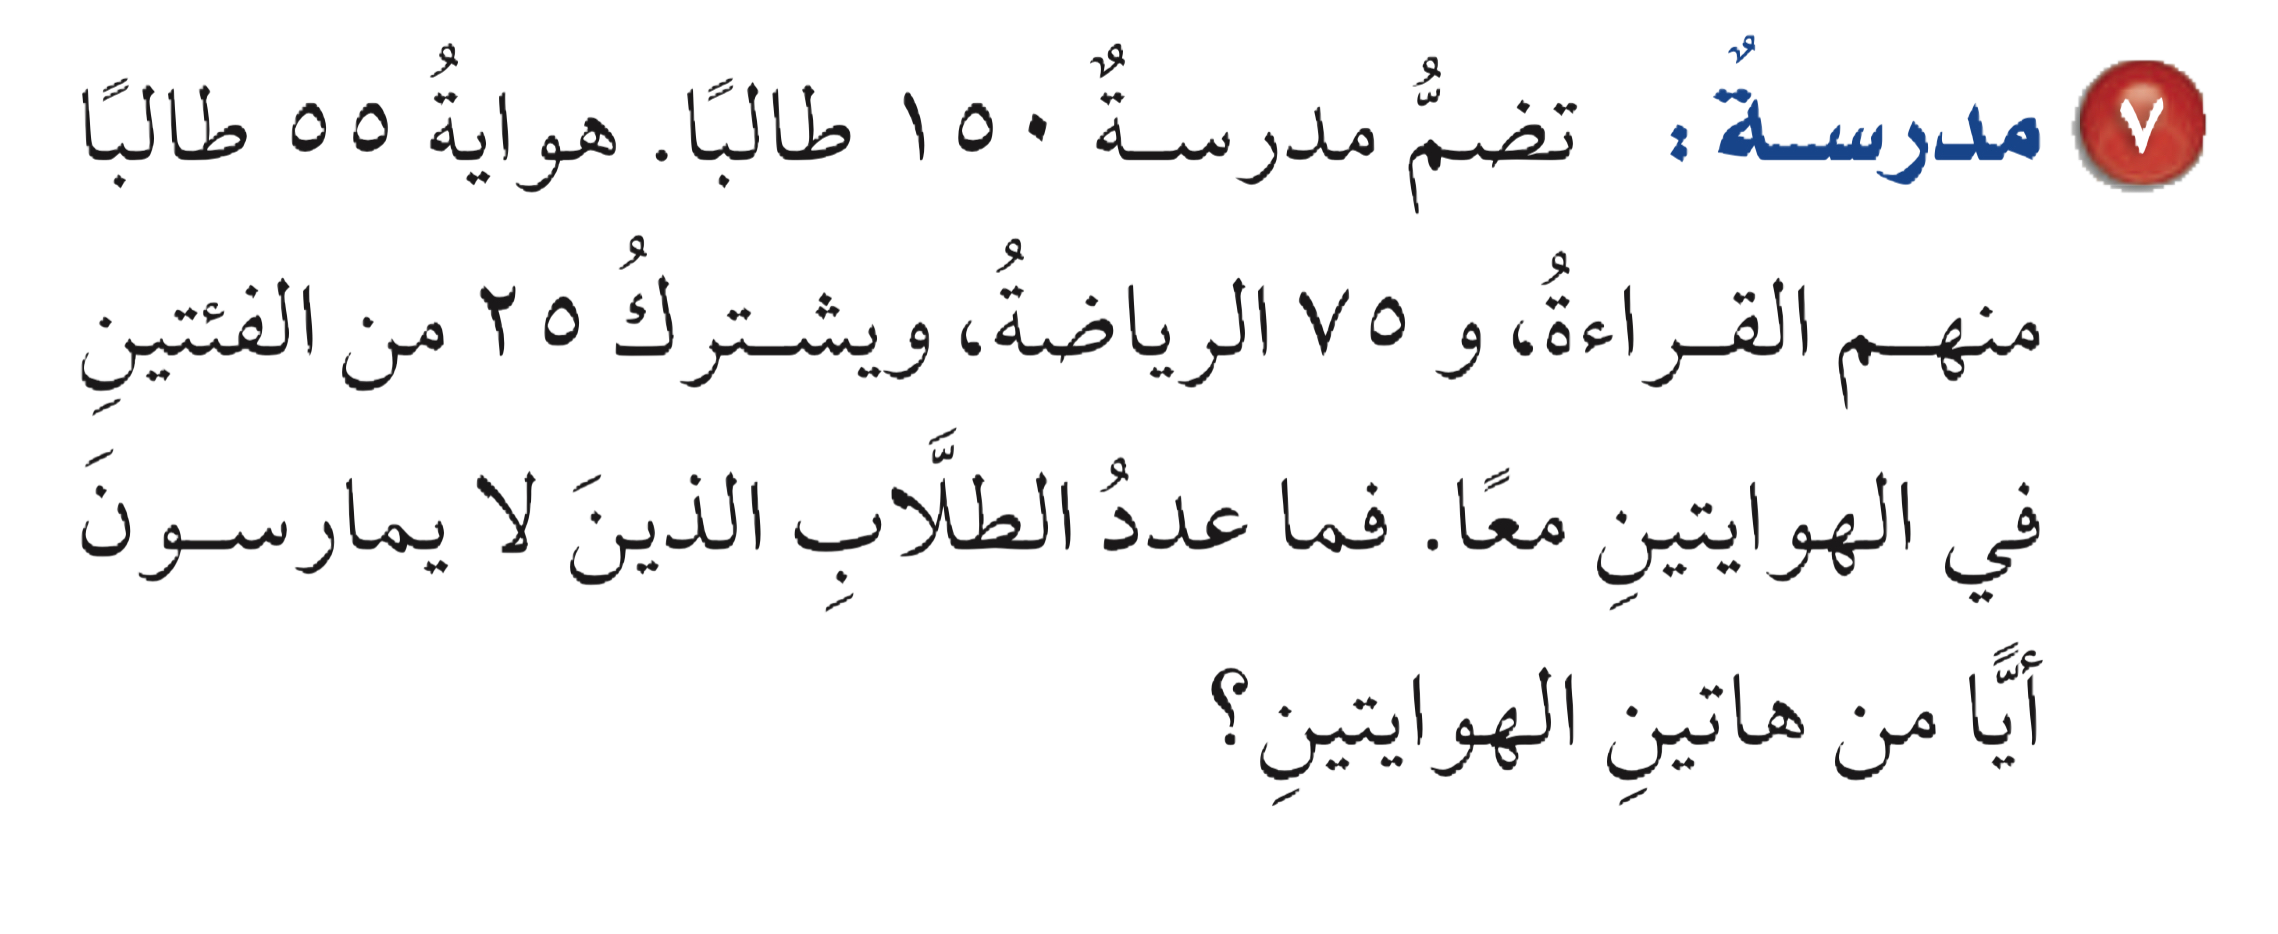 ٧ مدرسةٌ: تضمُّ مدرسةٌ ١٥٠ طالبًا. هوايةُ ٥٥ طالبًا
منهم القراءةُ، و ٧٥ الرياضةُ، ويشتركُ ٢٥ من الفئتينِ
في الهوايتينِ معًا. فما عددُ الطلَّابِ الذينَ لا يمارسونَ
أيًّا من هاتينِ الهوايتينِ؟